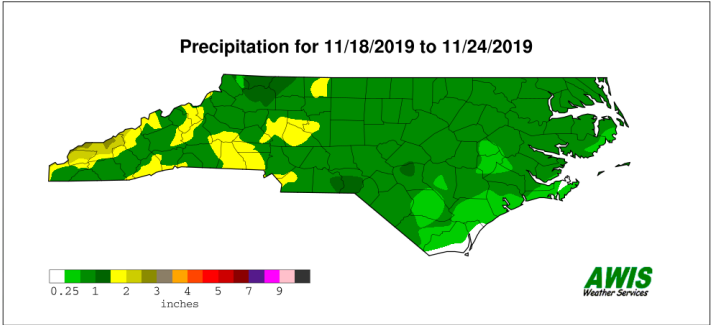 Precipitation for 11/18/2019 to 11/24/2019
0.25 1 2 3 4 5 7 9
inches
AWIS
Weather Services